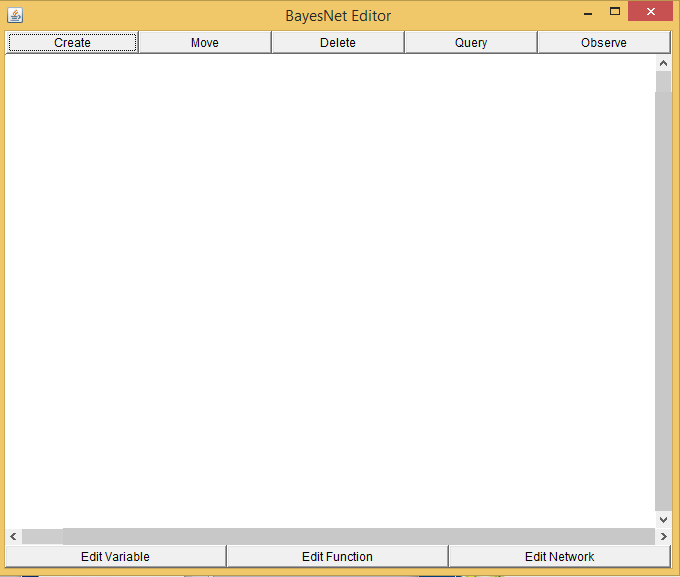 BayesNet Editor
Create Move Delete Query Observe
Edit Variable Edit Function Edit Network